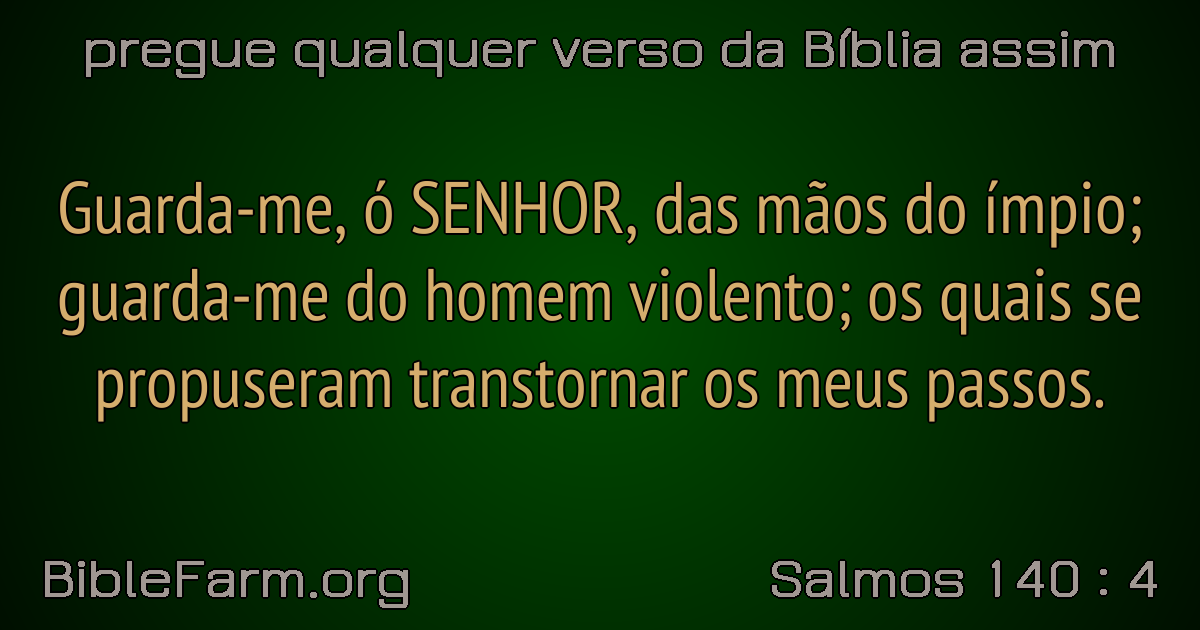 pregue qualquer verso da Bíblia assim
Guarda-me, ó SENHOR, das mãos do ímpio;
guarda-me do homem violento; os quais se
propuseram transtornar os meus passos.
BibleFarm.org
Salmos 140 : 4